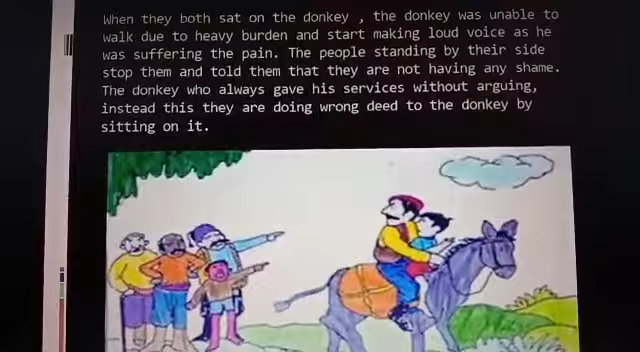 When they both sat on the donkey , the donkey was unable to
walk due to heavy burden and start making loud voice as he
was suffering the pain. The people standing by their side
stop them and told them that they are not having any shame.
The donkey who always gave his services without arguing,
instead this they are doing wrong deed to the donkey by
sitting on it.